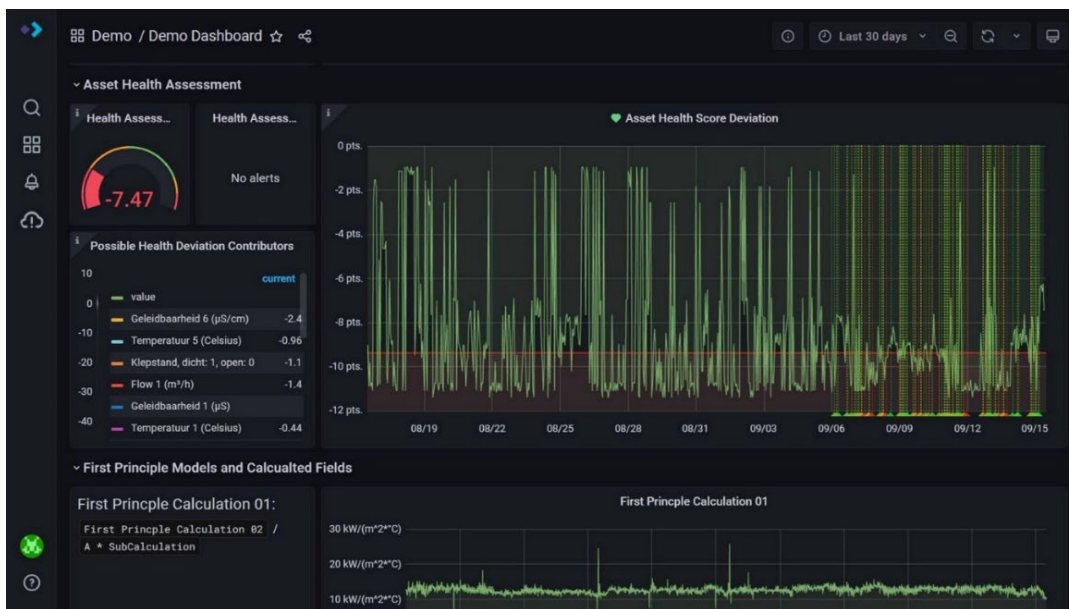 Demo / Demo Dashboard
Last 30 days
Asset Health Assessment
Health Assess...
Health Assess...
-7.47
No alerts
Asset Health Score Deviation
0 pts.
-2 pts.
-4 pts.
-6 pts.
-8 pts.
-10 pts.
-12 pts.
08/19 08/22 08/25 08/28 08/31 09/03 09/06 09/09 09/12 09/15
Possible Health Deviation Contributors
10
0
-10
-20
-30
-40
current
value
Geleidbaarheid 6 (µS/cm) -2.4
Temperatuur 5 (Celsius) -0.96
Klepstand, dicht: 1, open: 0 -1.1
Flow 1 (m³/h) -1.4
Geleidbaarheid 1 (µS)
Temperatuur 1 (Celsius) -0.44
First Principle Models and Calcualted Fields
First Princple Calculation 01:
First Princple Calculation 02 /
A * SubCalculation
First Princple Calculation 01
30 kW/(m^2*°C)
20 kW/(m^2*°C)
10 kW/(m^2*°C)